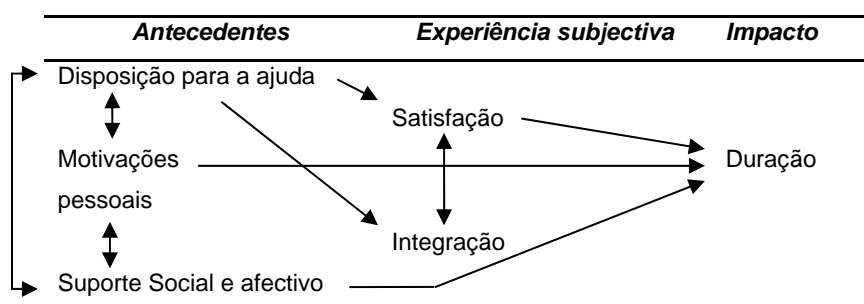 Antecedentes Experiência subjectiva Impacto
Disposição para a ajuda
Satisfação
Motivações
pessoais
Duração
Integração
Suporte Social e afectivo